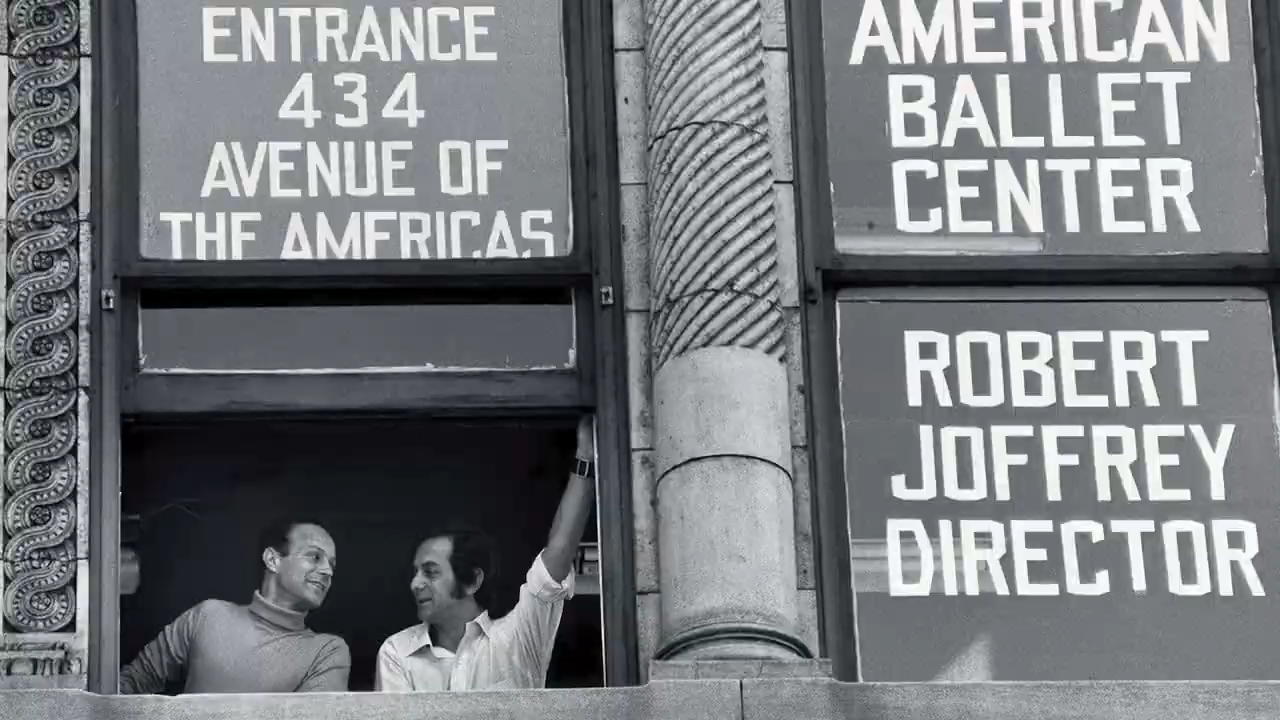 ENTRANCE
434
AVENUE OF
THE AMERICAS
AMERICAN
BALLET
CENTER
ROBERT
JOFFREY
DIRECTOR